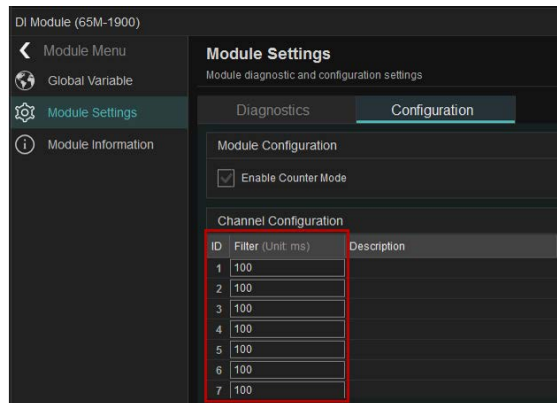 DI Module (65M-1900)
Module Menu
Global Variable
Module Settings
Module Information
Module Settings
Module diagnostic and configuration settings
Diagnostics
Configuration
Module Configuration
Enable Counter Mode
Channel Configuration
ID Filter (Unit: ms) Description
1 100
2 100
3 100
4 100
5 100
6 100
7 100